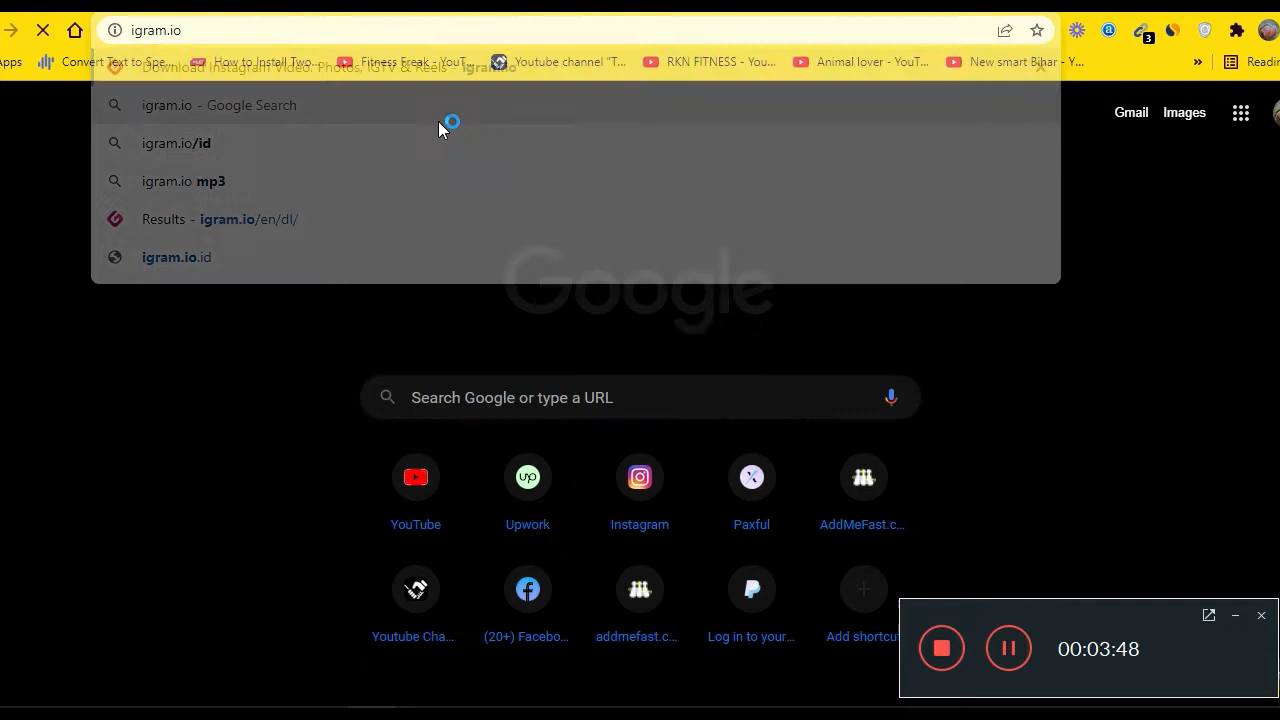 igram.io
3
pps
Convert Text to Spe...
How to Install Two...
Fitness Freak - YouT...
Youtube channel "T...
RKN FITNESS - You...
Animal lover - YouT...
New smart Bihar - Y...
»
Readin
Download Instagram Video, Photos, IGTV & Reels - igram.io
igram.io - Google Search
Gmail
Images
igram.io/id
igram.io mp3
Results - igram.io/en/dl/
igram.io.id
Google
Search Google or type a URL
YouTube
Upwork
Instagram
Paxful
AddMeFast.c...
Youtube Cha...
(20+) Facebo...
addmefast.c...
Log in to your...
Add shortcut
00:03:48